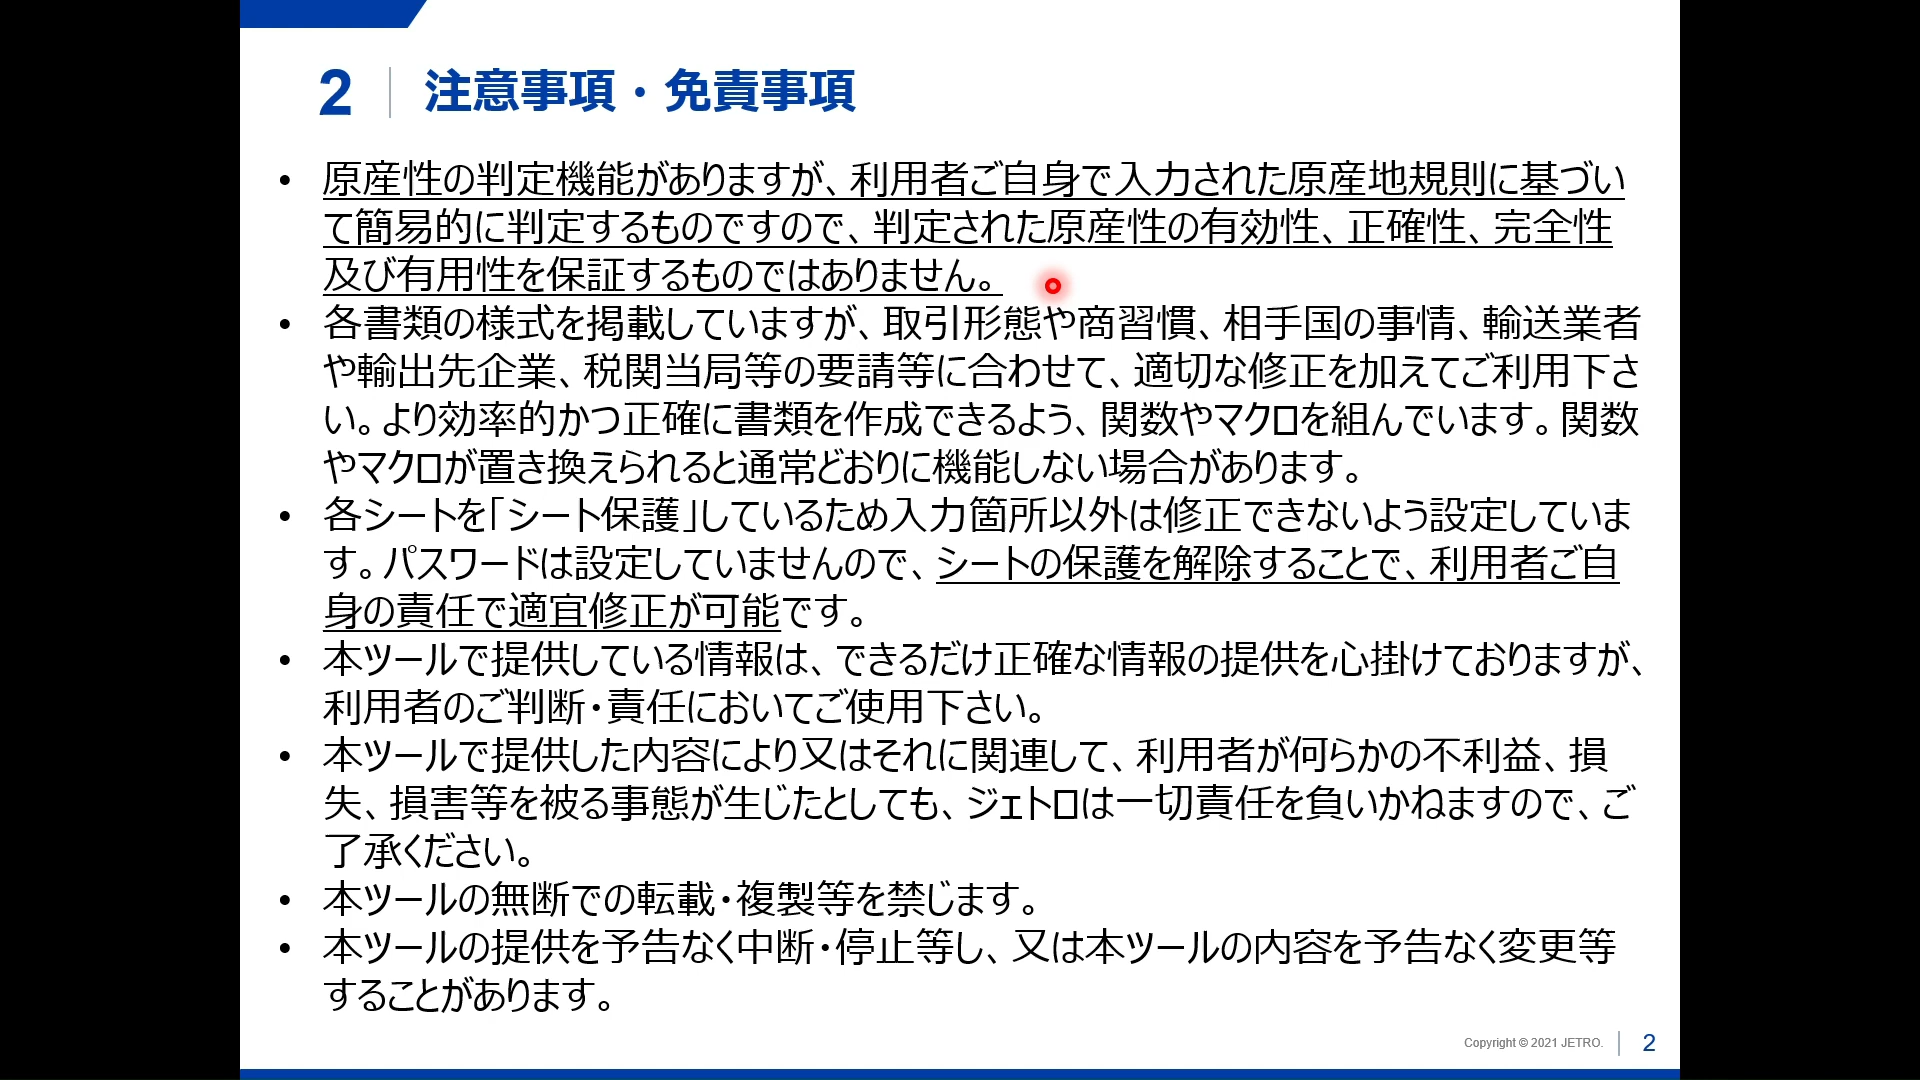 2
注意事項・免責事項
• 原産性の判定機能がありますが、利用者ご自身で入力された原産地規則に基づい
て簡易的に判定するものですので、判定された原産性の有効性、正確性、完全性
及び有用性を保証するものではありません。
• 各書類の様式を掲載していますが、取引形態や商習慣、相手国の事情、輸送業者
や輸出先企業、税関当局等の要請等に合わせて、適切な修正を加えてご利用下さ
い。より効率的かつ正確に書類を作成できるよう、関数やマクロを組んでいます。関数
やマクロが置き換えられると通常どおりに機能しない場合があります。
• 各シートを「シート保護」しているため入力箇所以外は修正できないよう設定していま
す。パスワードは設定していませんので、シートの保護を解除することで、利用者ご自
身の責任で適宜修正が可能です。
• 本ツールで提供している情報は、できるだけ正確な情報の提供を心掛けておりますが、
利用者のご判断・責任においてご使用下さい。
• 本ツールで提供した内容により又はそれに関連して、利用者が何らかの不利益、損
失、損害等を被る事態が生じたとしても、ジェトロは一切責任を負いかねますので、ご
了承ください。
• 本ツールの無断での転載・複製等を禁じます。
• 本ツールの提供を予告なく中断・停止等し、又は本ツールの内容を予告なく変更等
することがあります。
Copyright © 2021 JETRO.
2